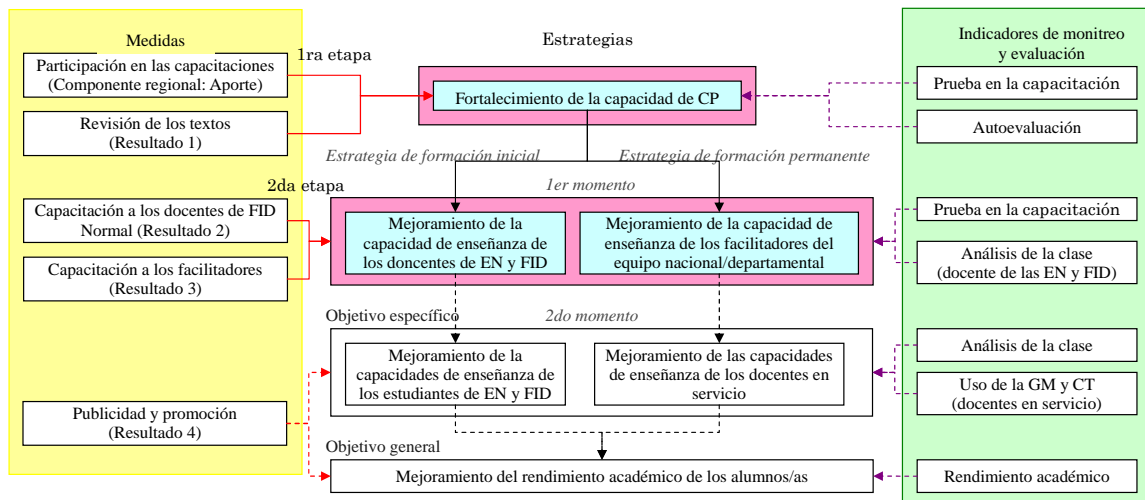 Medidas
Participación en las capacitaciones
(Componente regional: Aporte)
Revisión de los textos
(Resultado 1)
Capacitación a los docentes de FID
Normal (Resultado 2)
Capacitación a los facilitadores
(Resultado 3)
Publicidad y promoción
(Resultado 4)
1ra etapa
2da etapa
Estrategias
Fortalecimiento de la capacidad de CP
Estrategia de formación inicial
Estrategia de formación permanente
1er momento
Mejoramiento de la
capacidad de enseñanza de
los doncentes de EN y FID
Mejoramiento de la capacidad de
enseñanza de los facilitadores del
equipo nacional/departamental
Objetivo específico
2do momento
Mejoramiento de la
capacidades de enseñanza de
los estudiantes de EN y FID
Mejoramiento de las capacidades
de enseñanza de los docentes en
servicio
Objetivo general
Mejoramiento del rendimiento académico de los alumnos/as
Indicadores de monitreo
y evaluación
Prueba en la capacitación
Autoevaluación
Prueba en la capacitación
Análisis de la clase
(docente de las EN y FID)
Análisis de la clase
Uso de la GM y CT
(docentes en servicio)
Rendimiento académico